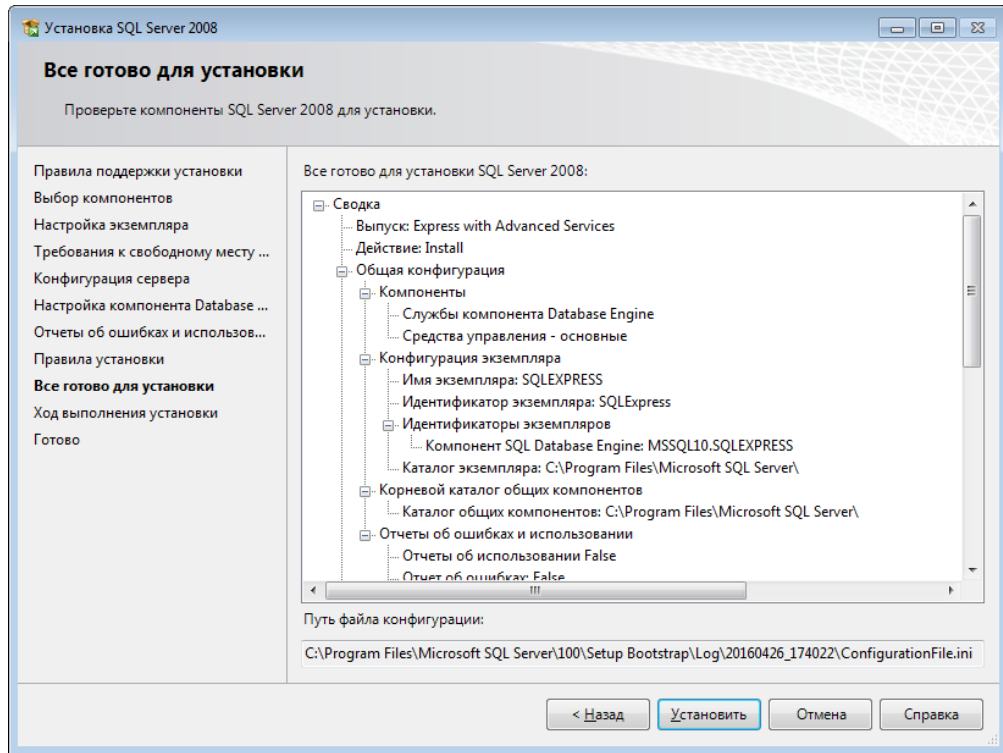 Установка SQL Server 2008
Все готово для установки
Проверьте компоненты SQL Server 2008 для установки.
Правила поддержки установки
Выбор компонентов
Настройка экземпляра
Требования к свободному месту ...
Конфигурация сервера
Настройка компонента Database ...
Отчеты об ошибках и использов...
Правила установки
Все готово для установки
Ход выполнения установки
Готово
Все готово для установки SQL Server 2008:
Сводка
Выпуск: Express with Advanced Services
Действие: Install
Общая конфигурация
Компоненты
Службы компонента Database Engine
Средства управления - основные
Конфигурация экземпляра
Имя экземпляра: SQLEXPRESS
Идентификатор экземпляра: SQLExpress
Идентификаторы экземпляров
Компонент SQL Database Engine: MSSQL10.SQLEXPRESS
Каталог экземпляра: C:\Program Files\Microsoft SQL Server\
Корневой каталог общих компонентов
Каталог общих компонентов: C:\Program Files\Microsoft SQL Server\
Отчеты об ошибках и использовании
Отчеты об использовании False
Отчет об ошибках: False
Путь файла конфигурации:
C:\Program Files\Microsoft SQL Server\100\Setup Bootstrap\Log\20160426_174022\ConfigurationFile.ini
< Назад
Установить
Отмена
Справка